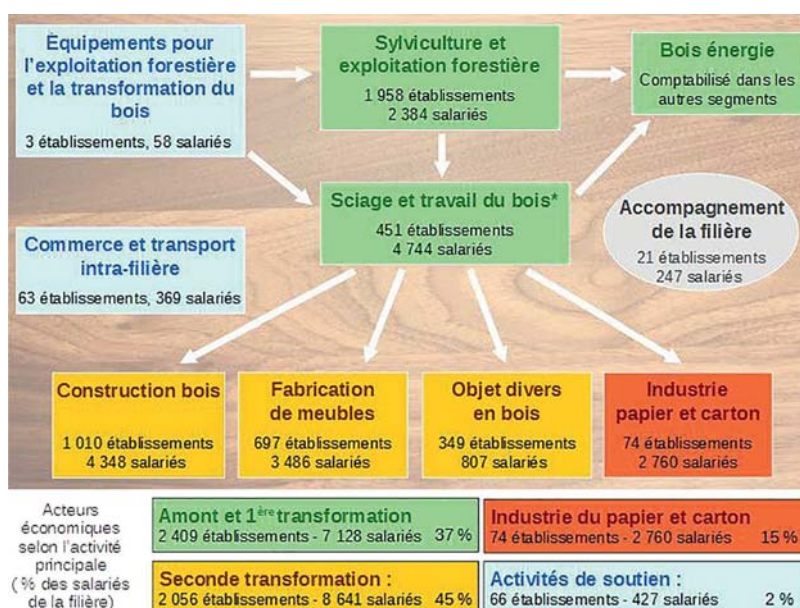 Équipements pour
l'exploitation forestière
et la transformation du
bois
3 établissements, 58 salariés
Sylviculture et
exploitation forestière
1 958 établissements
2 384 salariés
Bois énergie
Comptabilisé dans les
autres segments
Sciage et travail du bois*
451 établissements
4 744 salariés
Accompagnement
de la filière
21 établissements
247 salariés
Commerce et transport
intra-filière
63 établissements, 369 salariés
Construction bois
1 010 établissements
4 348 salariés
Fabrication
de meubles
697 établissements
3 486 salariés
Objet divers
en bois
349 établissements
807 salariés
Industrie
papier et carton
74 établissements
2 760 salariés
Acteurs
économiques
selon l'activité
principale
( % des salariés
de la filière)
Amont et 1ère transformation
2 409 établissements - 7 128 salariés 37 %
Industrie du papier et carton
74 établissements - 2 760 salariés 15 %
Seconde transformation :
2 056 établissements - 8 641 salariés 45 %
Activités de soutien :
66 établissements - 427 salariés 2 %